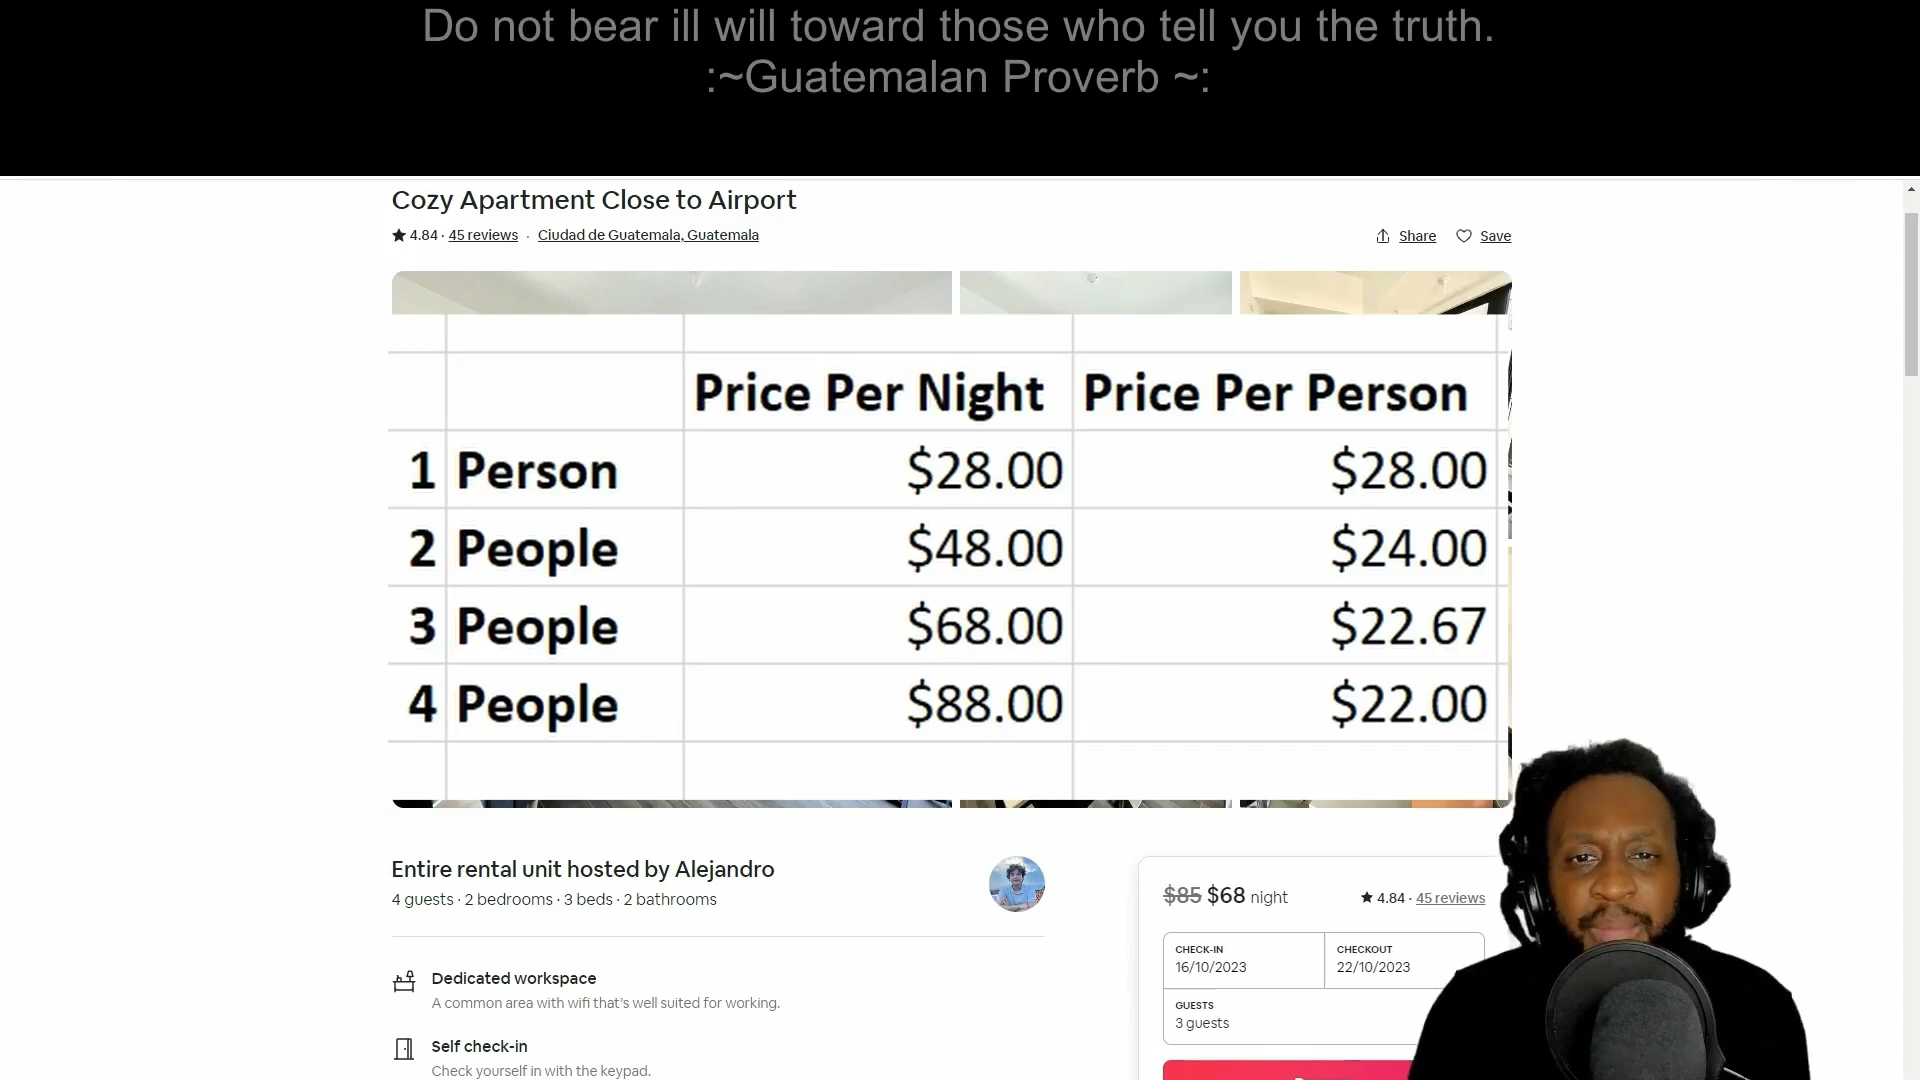 Do not bear ill will toward those who tell you the truth.
:~Guatemalan Proverb ~:
Cozy Apartment Close to Airport
4.84 · 45 reviews · Ciudad de Guatemala, Guatemala
Share Save
Price Per Night Price Per Person
1 Person $28.00 $28.00
2 People $48.00 $24.00
3 People $68.00 $22.67
4 People $88.00 $22.00
Entire rental unit hosted by Alejandro
4 guests · 2 bedrooms · 3 beds · 2 bathrooms
$85 $68 night 4.84 · 45 reviews
CHECK-IN CHECKOUT
16/10/2023 22/10/2023
GUESTS
3 guests
Dedicated workspace
A common area with wifi that's well suited for working.
Self check-in
Check yourself in with the keypad.